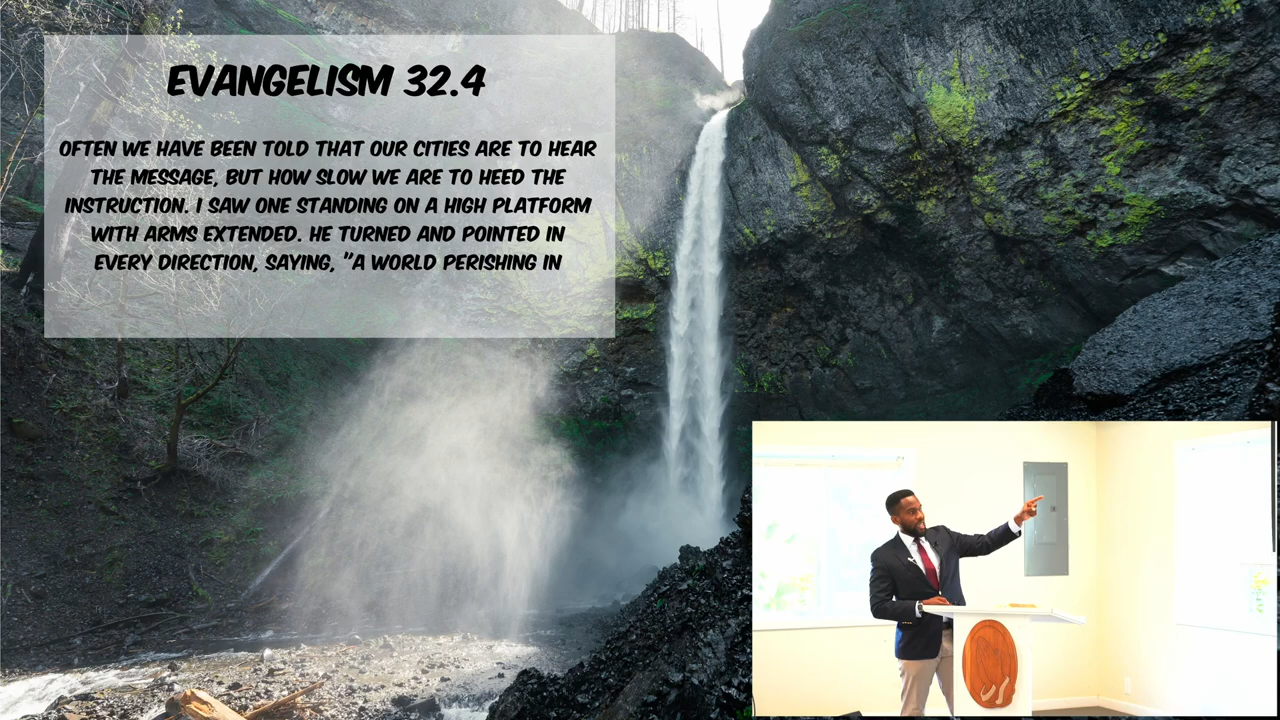 EVANGELISM 32.4
OFTEN WE HAVE BEEN TOLD THAT OUR CITIES ARE TO HEAR
THE MESSAGE, BUT HOW SLOW WE ARE TO HEED THE
INSTRUCTION. I SAW ONE STANDING ON A HIGH PLATFORM
WITH ARMS EXTENDED. HE TURNED AND POINTED IN
EVERY DIRECTION, SAYING, "A WORLD PERISHING IN